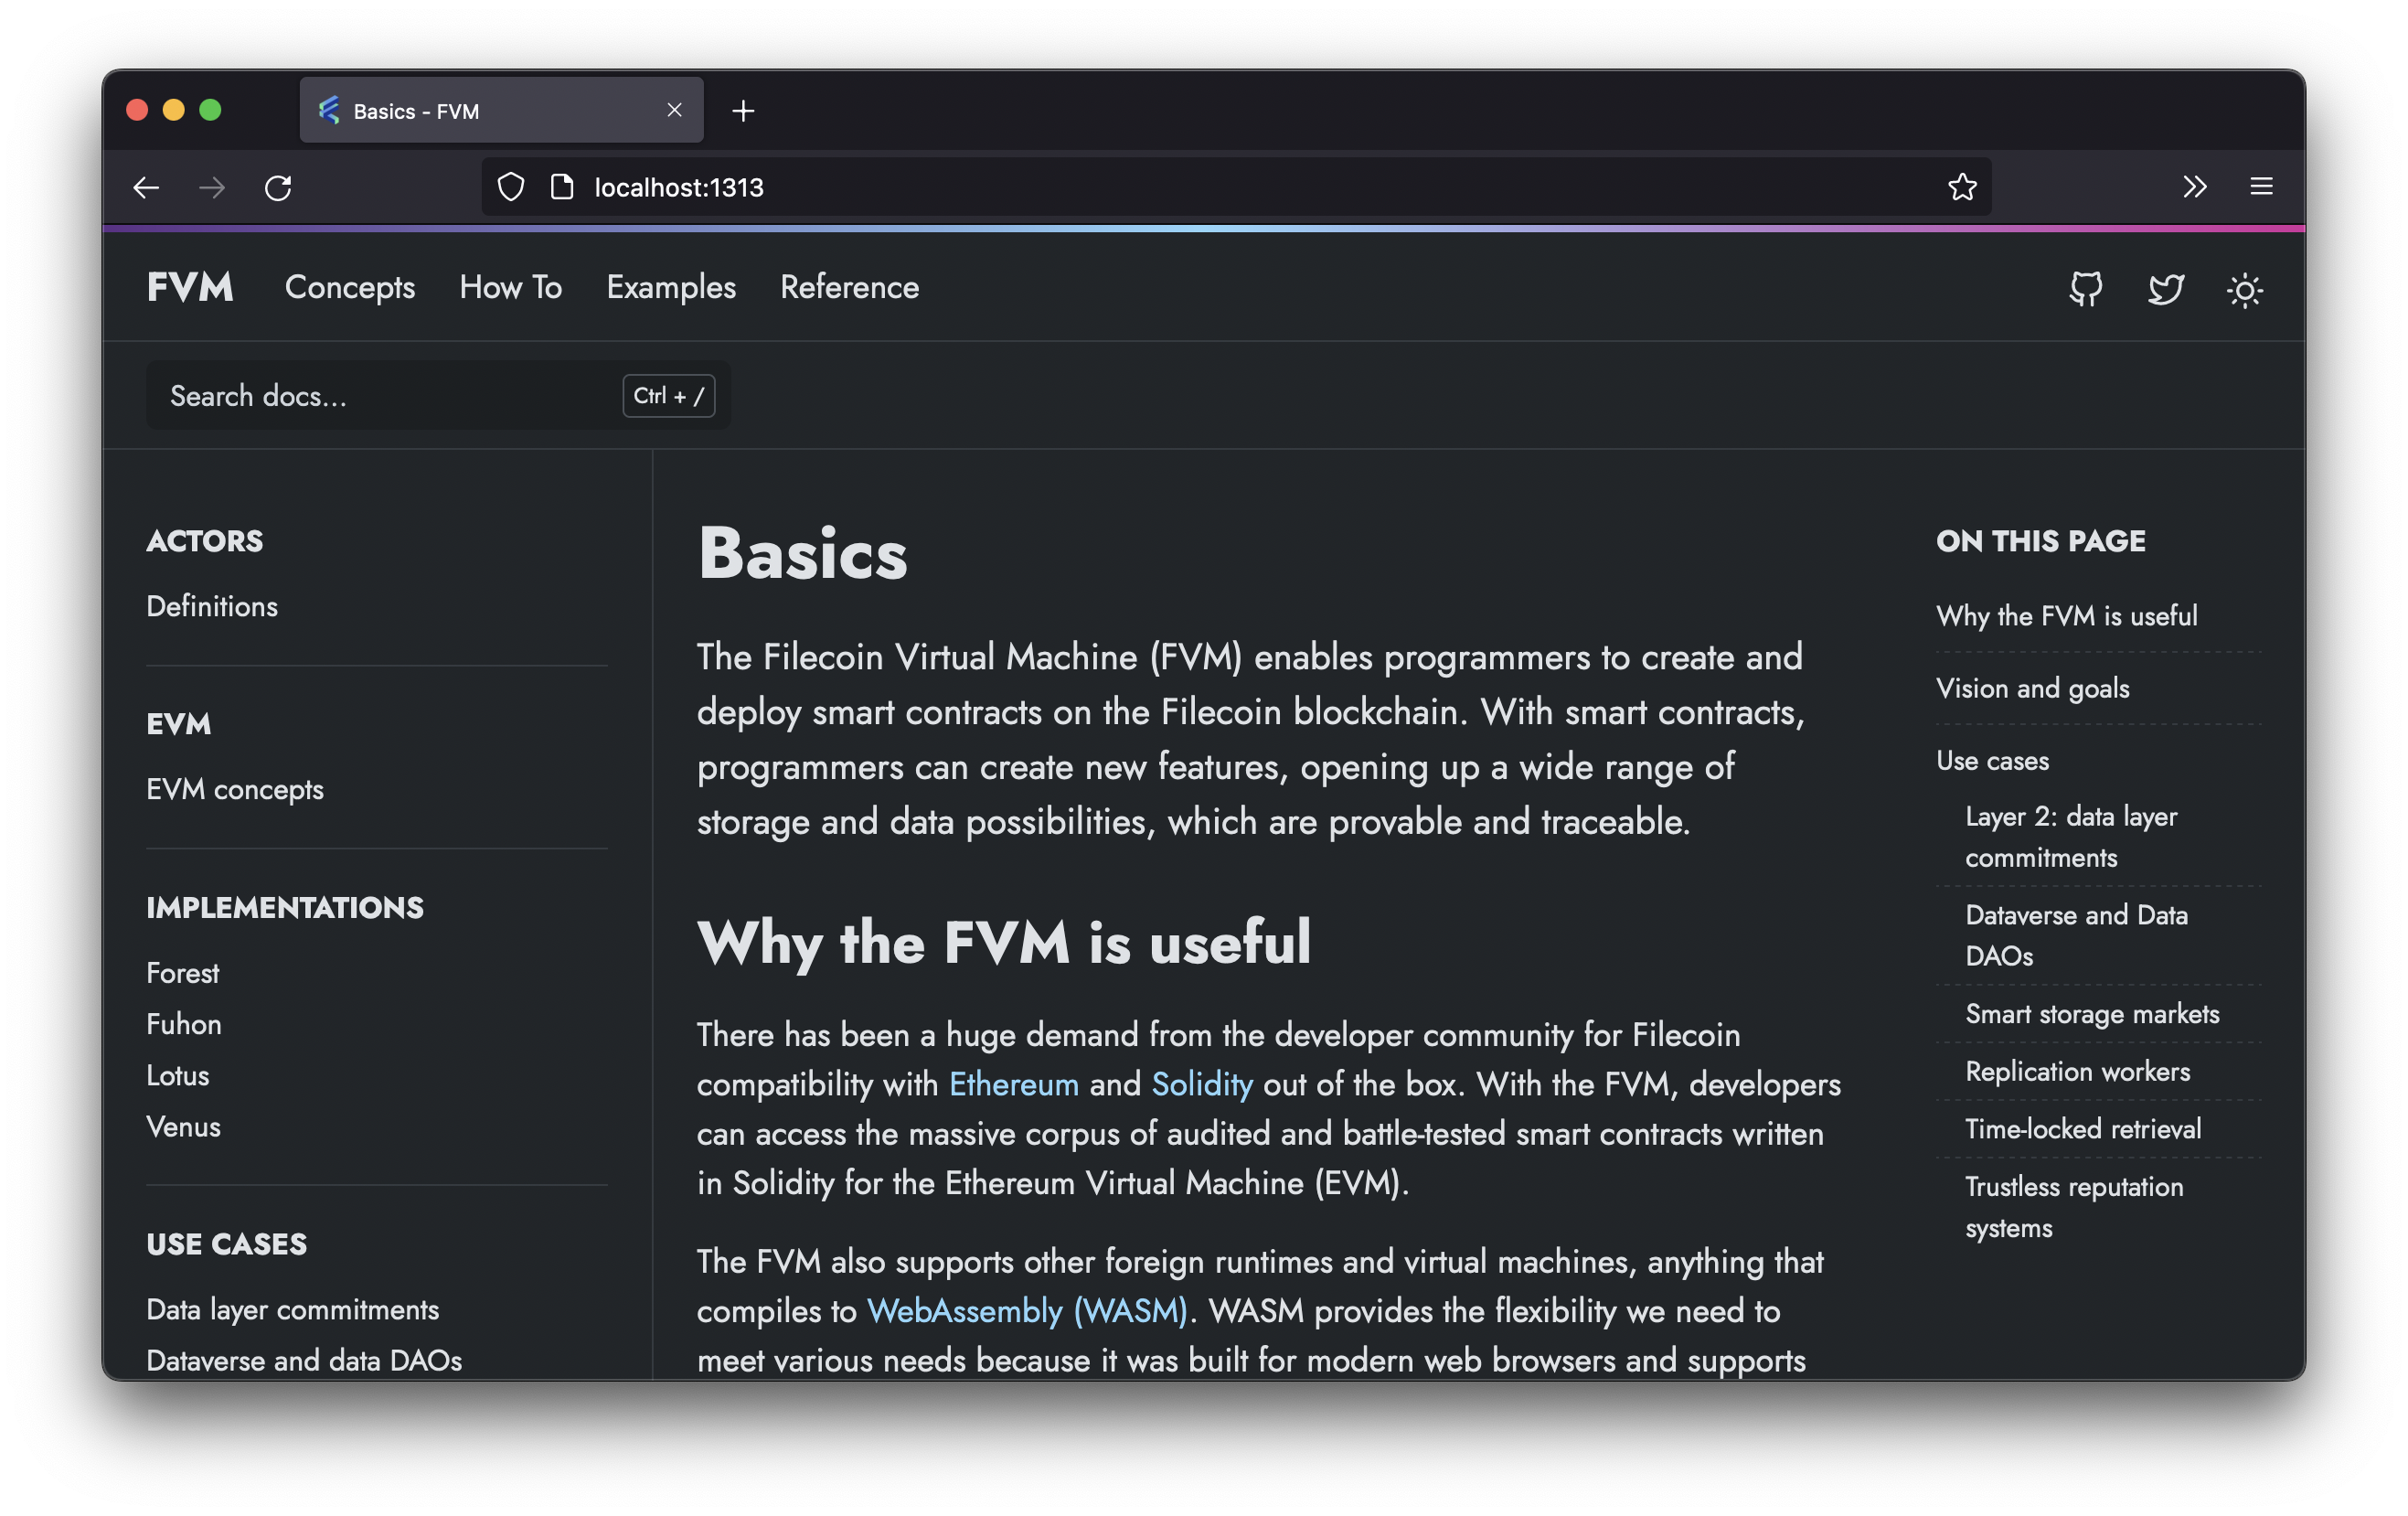 Basics - FVM
localhost:1313
FVM Concepts How To Examples Reference
Search docs... Ctrl + /
ACTORS
Definitions
EVM
EVM concepts
IMPLEMENTATIONS
Forest
Fuhon
Lotus
Venus
USE CASES
Data layer commitments
Dataverse and data DAOs
Basics
The Filecoin Virtual Machine (FVM) enables programmers to create and
deploy smart contracts on the Filecoin blockchain. With smart contracts,
programmers can create new features, opening up a wide range of
storage and data possibilities, which are provable and traceable.
Why the FVM is useful
There has been a huge demand from the developer community for Filecoin
compatibility with Ethereum and Solidity out of the box. With the FVM, developers
can access the massive corpus of audited and battle-tested smart contracts written
in Solidity for the Ethereum Virtual Machine (EVM).
The FVM also supports other foreign runtimes and virtual machines, anything that
compiles to WebAssembly (WASM). WASM provides the flexibility we need to
meet various needs because it was built for modern web browsers and supports
ON THIS PAGE
Why the FVM is useful
Vision and goals
Use cases
Layer 2: data layer
commitments
Dataverse and Data
DAOs
Smart storage markets
Replication workers
Time-locked retrieval
Trustless reputation
systems